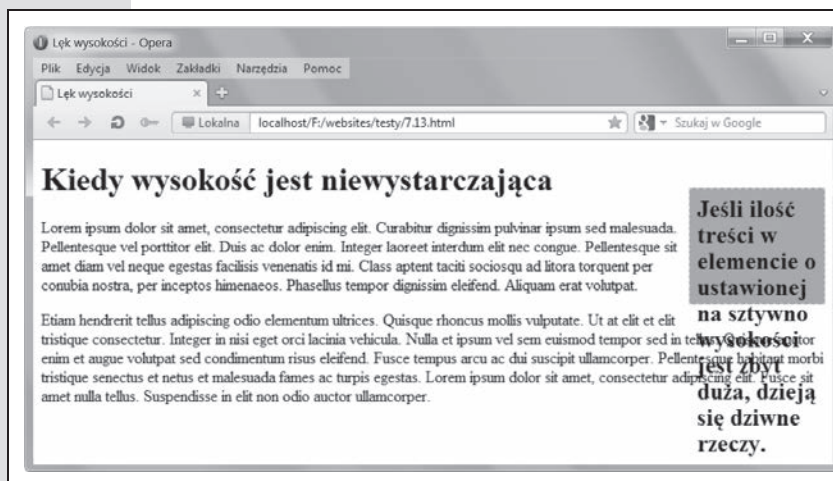 Lęk wysokości - Opera
Plik Edycja Widok Zakładki Narzędzia Pomoc
Lęk wysokości
Lokalna localhost/F:/websites/testy/7.13.html Szukaj w Google
Kiedy wysokość jest niewystarczająca
Lorem ipsum dolor sit amet, consectetur adipiscing elit. Curabitur dignissim pulvinar ipsum sed malesuada.
Pellentesque vel porttitor elit. Duis ac dolor enim. Integer laoreet interdum elit nec congue. Pellentesque sit
amet diam vel neque egestas facilisis venenatis id mi. Class aptent taciti sociosqu ad litora torquent per
conubia nostra, per inceptos himenaeos. Phasellus tempor dignissim eleifend. Aliquam erat volutpat.
Etiam hendrerit tellus adipiscing odio elementum ultrices. Quisque rhoncus mollis vulputate. Ut at elit et elit
tristique consectetur. Integer in nisi eget orci lacinia vehicula. Nulla et ipsum vel sem euismod tempor sed in tellus. Quisque auctor
enim et augue volutpat sed condimentum risus eleifend. Fusce tempus arcu ac dui suscipit ullamcorper. Pellentesque habitant morbi
tristique senectus et netus et malesuada fames ac turpis egestas. Lorem ipsum dolor sit amet, consectetur adipiscing elit. Fusce sit
amet nulla tellus. Suspendisse in elit non odio auctor ullamcorper.
Jeśli ilość
treści w
elemencie o
ustawionej
na sztywno
wysokości
jest zbyt
duża, dzieją
się dziwne
rzeczy.